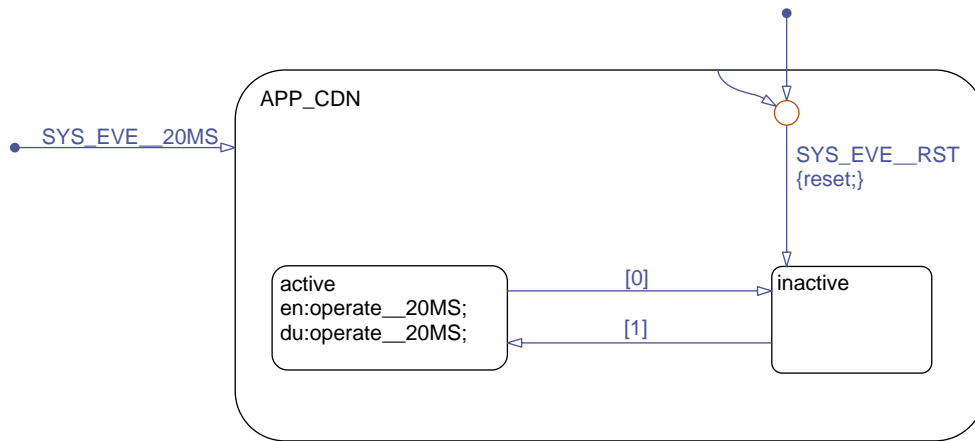 APP_CDN
SYS_EVE__20MS
SYS_EVE__RST
{reset;}
active
en:operate__20MS;
du:operate__20MS;
[0]
inactive
[1]